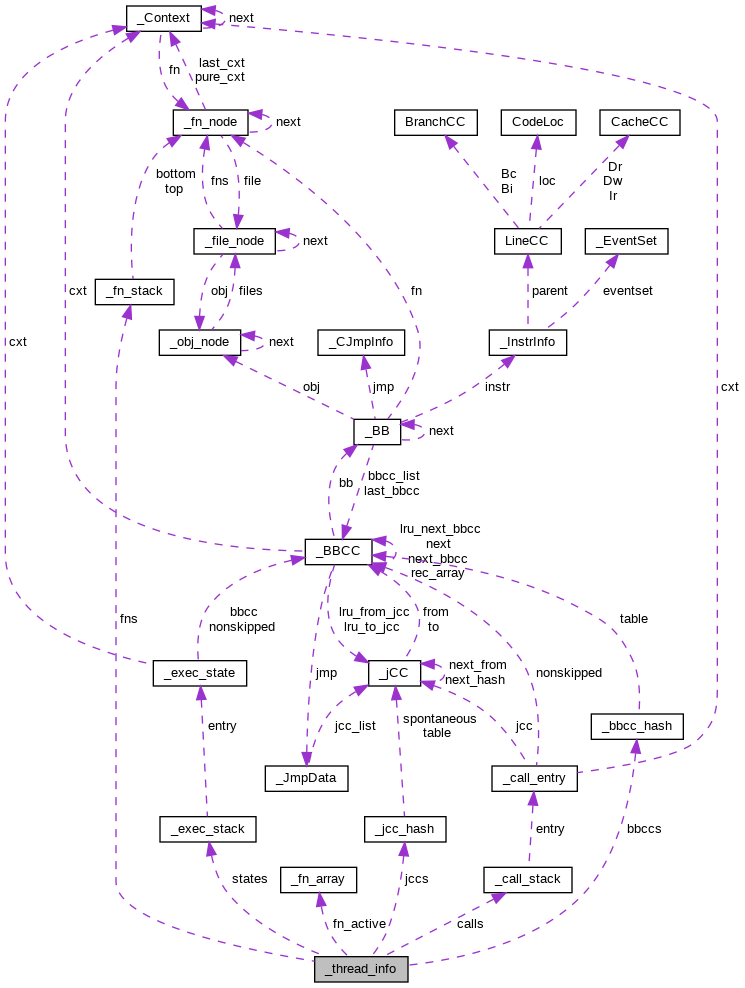 _Context
next
fn
last_cxt
pure_cxt
_fn_node
next
BranchCC
CodeLoc
CacheCC
bottom
top
fns
file
Bc
Bi
loc
Dr
Dw
Ir
_file_node
next
LineCC
_EventSet
_fn_stack
cxt
obj
files
parent
eventset
cxt
_obj_node
next
_CJmpInfo
fn
_InstrInfo
cxt
obj
jmp
instr
_BB
next
bb
bbcc_list
last_bbcc
_BBCC
lru_next_bbcc
next
next_bbcc
rec_array
fns
bbcc
nonskipped
lru_from_jcc
lru_to_jcc
from
to
table
_exec_state
jmp
_jCC
next_from
next_hash
nonskipped
entry
jcc_list
spontaneous
table
jcc
_bbcc_hash
_JmpData
_call_entry
_exec_stack
_jcc_hash
entry
bbccs
states
_fn_array
jccs
_call_stack
fn_active
calls
_thread_info